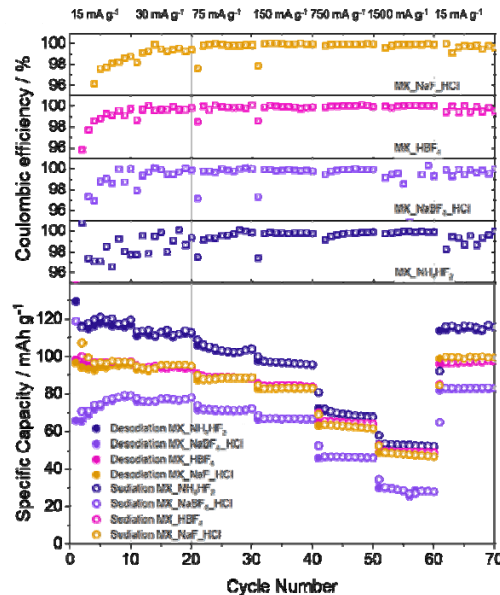 15 mA g⁻¹ 30 mA g⁻¹ 75 mA g⁻¹ 150 mA g⁻¹ 750 mA g⁻¹ 1500 mA g⁻¹ 15 mA g⁻¹
Coulombic efficiency / %
100
98
96
MX_NaF_HCl
100
98
96
MX_HBF₄
100
98
96
MX_NaBF₄_HCl
100
98
96
MX_NH₄HF₂
Specific Capacity / mAh g⁻¹
120
100
80
60
40
20
0
Desodiation MX_NH₄HF₂
Desodiation MX_NaBF₄_HCl
Desodiation MX_HBF₄
Desodiation MX_NaF_HCl
Sodiation MX_NH₄HF₂
Sodiation MX_NaBF₄_HCl
Sodiation MX_HBF₄
Sodiation MX_NaF_HCl
0 10 20 30 40 50 60 70
Cycle Number